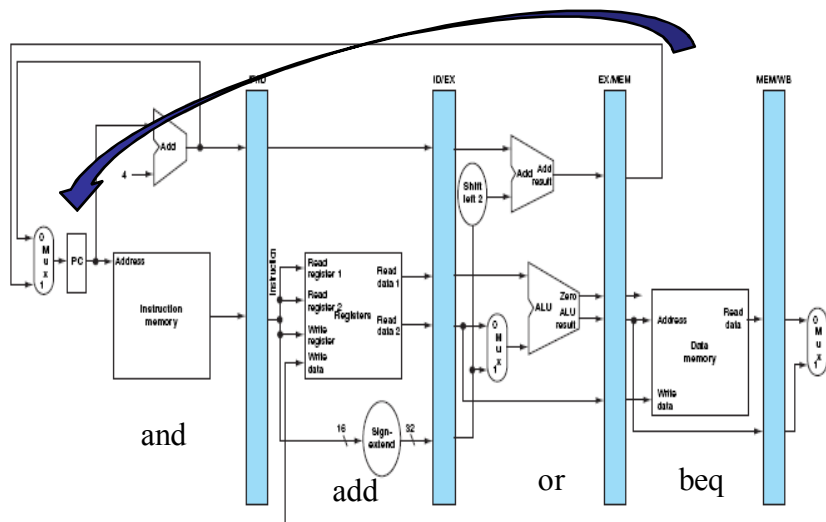 ID/EX
EX/MEM
MEM/WB
Add
4
Shift
left 2
Add Add
result
0
M
u
x
1
PC
Address
Instruction
memory
Instruction
Read
register 1
Read
register 2
Registers
Write
register
Write
data
Read
data 1
Read
data 2
0
M
u
x
1
ALU
Zero
ALU
result
Address
Read
data
Data
memory
Write
data
0
M
u
x
1
16
Sign-
extend
32
and
add
or
beq